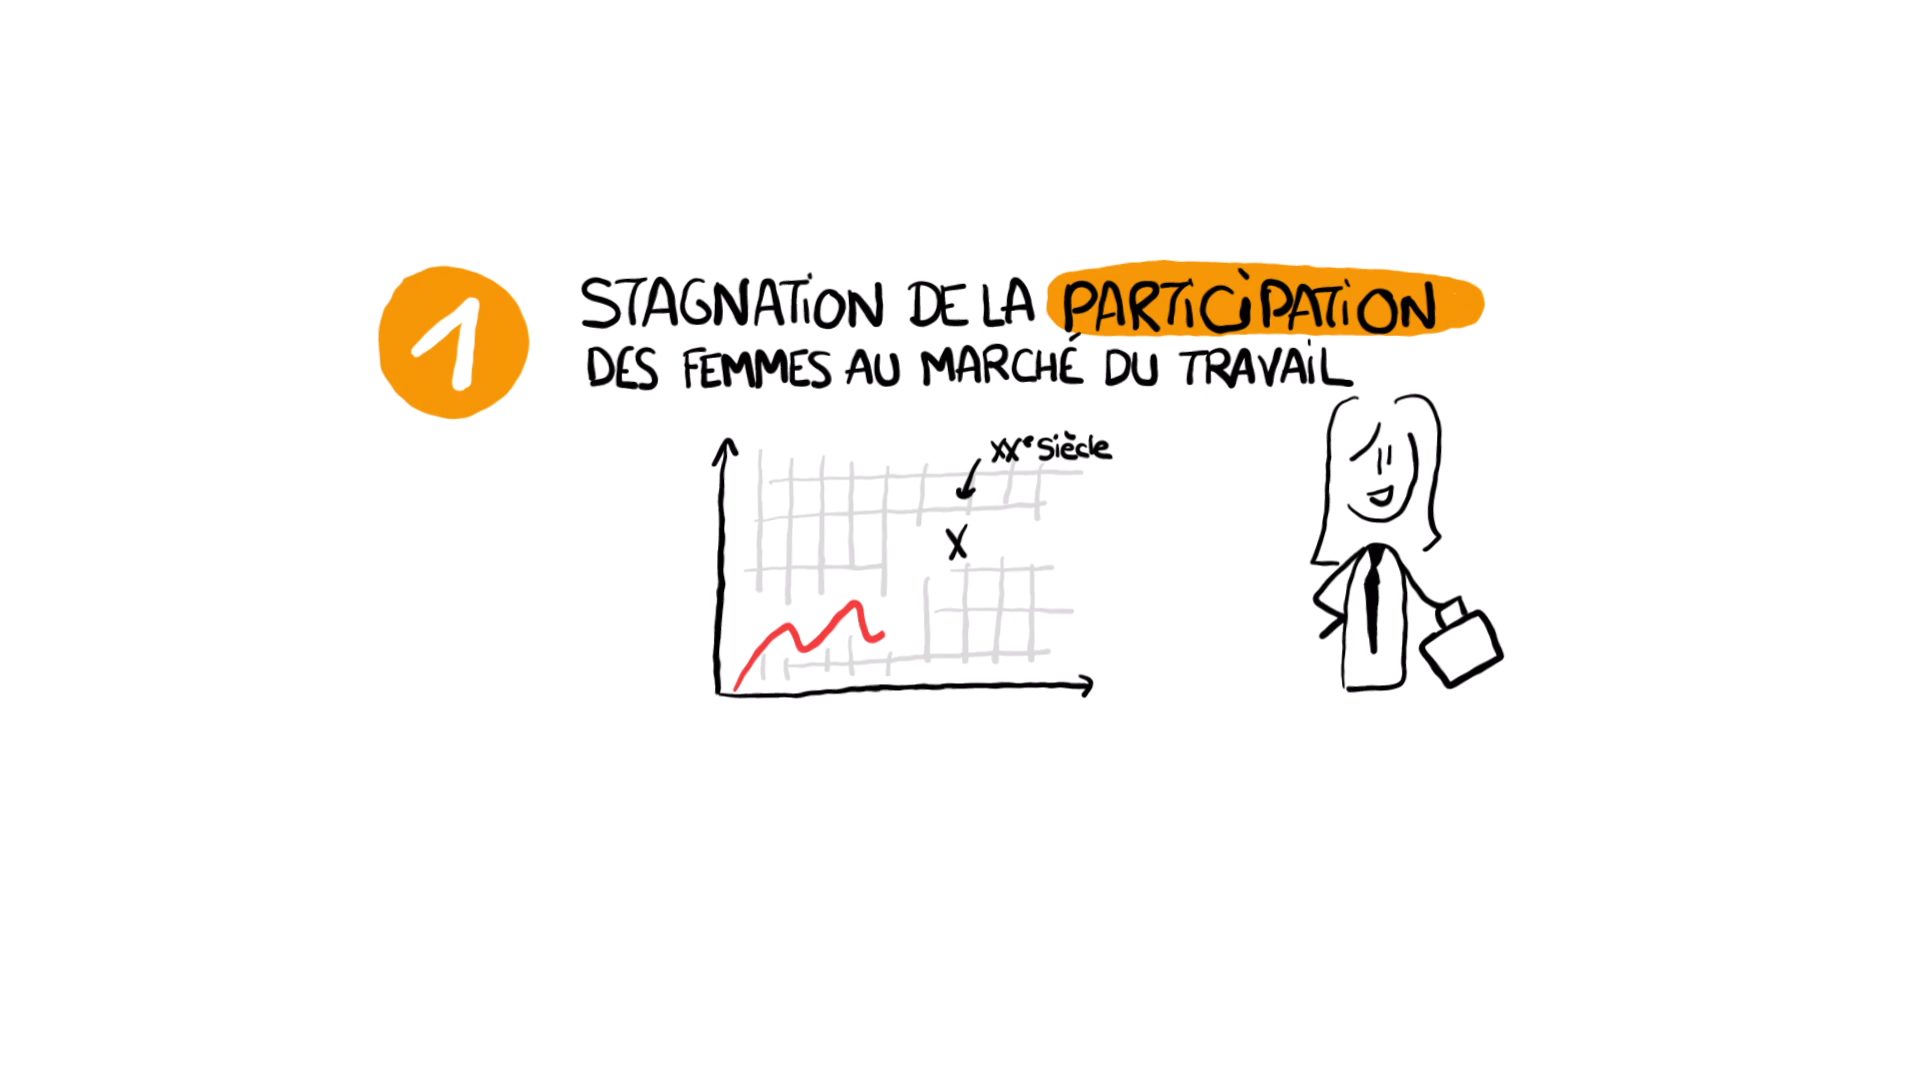 1
STAGNATION DE LA PARTICIPATION
DES FEMMES AU MARCHÉ DU TRAVAIL
XXe Siècle
X